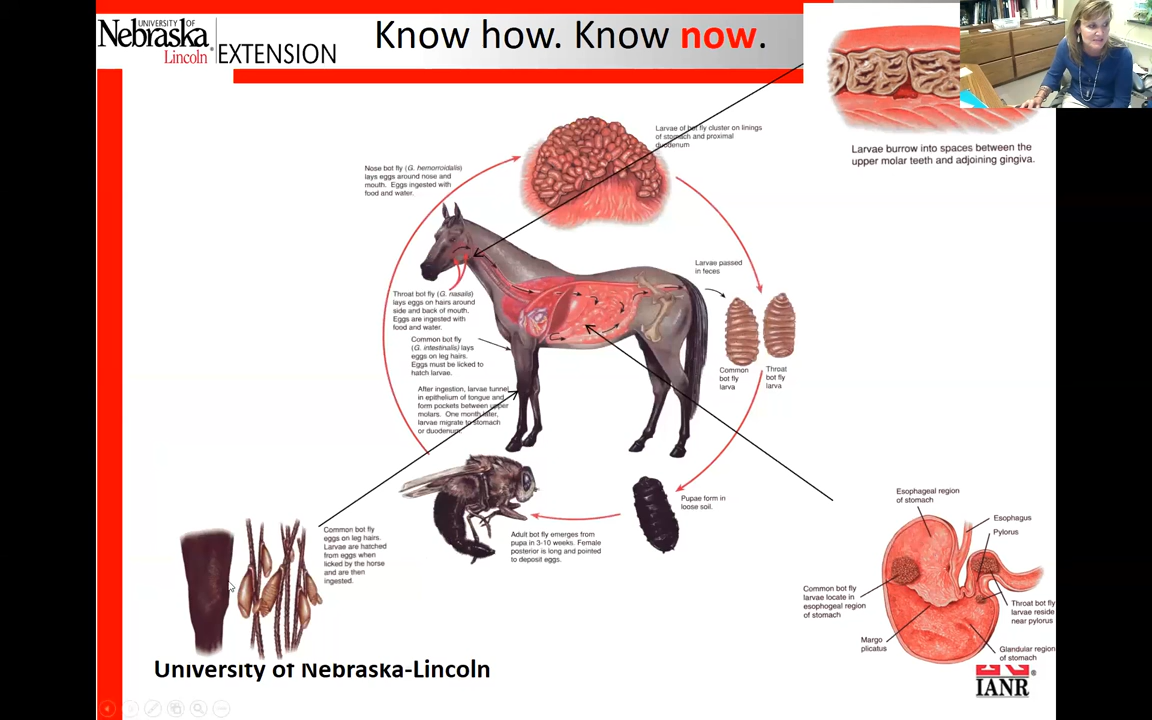 UNIVERSITY OF
Nebraska
Lincoln
EXTENSION
Know how. Know now.
Larvae burrow into spaces between the
upper molar teeth and adjoining gingiva.
Larvae of bot fly cluster on linings
of stomach and proximal
duodenum
Nose bot fly (G. hemorroidalis)
lays eggs around nose and
mouth. Eggs ingested with
food and water.
Larvae passed
in feces
Throat bot fly (G. nasalis)
lays eggs on hairs around
side and back of mouth.
Eggs are ingested with
food and water.
Common bot fly
(G. intestinalis) lays
eggs on leg hairs.
Eggs must be licked to
hatch larvae.
After ingestion, larvae tunnel
in epithelium of tongue and
form pockets between upper
molars. One month later,
larvae migrate to stomach
or duodenum.
Common
bot fly
larva
Throat
bot fly
larva
Pupae form in
loose soil.
Adult bot fly emerges from
pupa in 3-10 weeks. Female
posterior is long and pointed
to deposit eggs.
Common bot fly
eggs on leg hairs.
Larvae are hatched
from eggs when
licked by the horse
and are then
ingested.
Esophageal region
of stomach
Esophagus
Pylorus
Common bot fly
larvae locate in
esophogeal region
of stomach
Throat bot fly
larvae reside
near pylorus
Margo
plicatus
Glandular region
of stomach
University of Nebraska-Lincoln
IANR